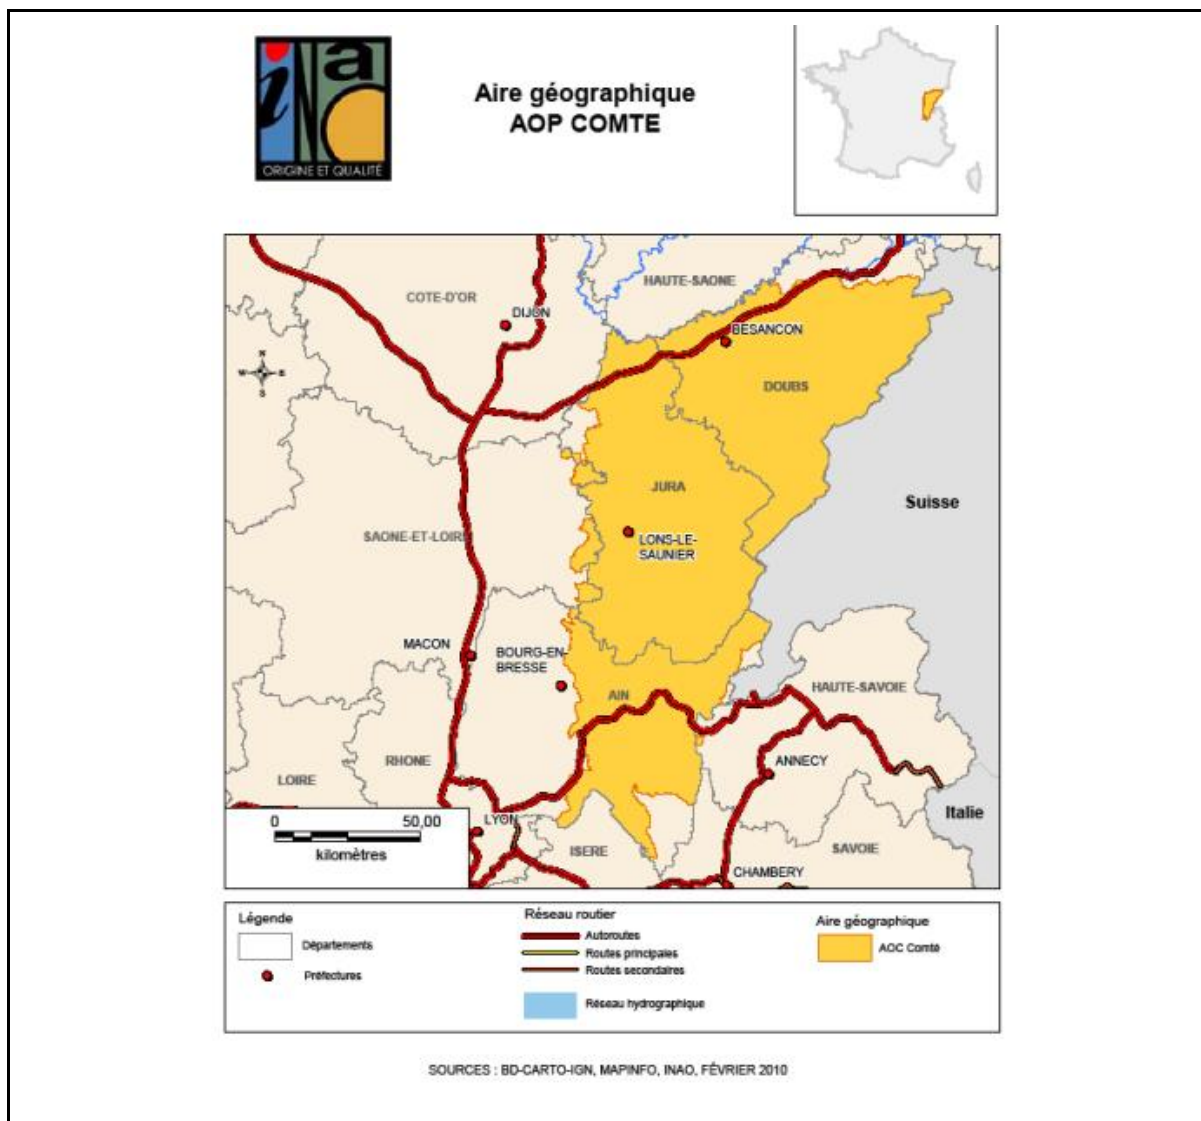 iNaO
ORIGINE ET QUALITÉ
Aire géographique
AOP COMTE
HAUTE-SAONE
COTE-D'OR
DIJON
BESANCON
N
W E
S
DOUBS
JURA
Suisse
SAONE-ET-LOIRE
LONS-LE-
SAUNIER
MACON
BOURG-EN-
BRESSE
AIN
HAUTE-SAVOIE
RHONE
ANNECY
LOIRE
Italie
0 50,00
kilomètres
LYON
ISERE
SAVOIE
CHAMBERY
Légende
Départements
Préfectures
Réseau routier
Autoroutes
Routes principales
Routes secondaires
Réseau hydrographique
Aire géographique
AOC Comté
SOURCES : BD-CARTO-IGN, MAPINFO, INAO, FÉVRIER 2010